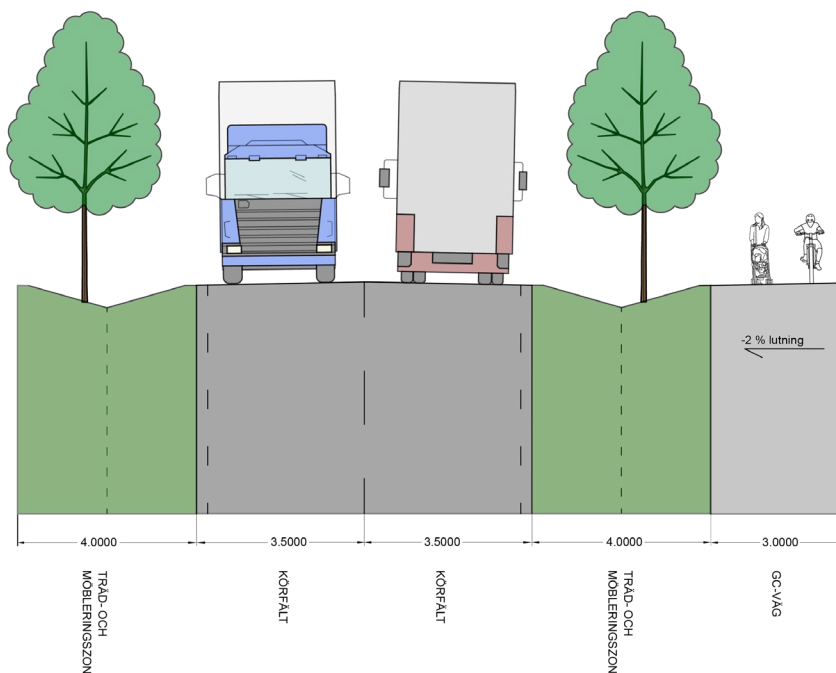 -2 % lutning
4.0000
3.5000
3.5000
4.0000
3.0000
TRÄD- OCH
MÖBLERINGSZON
KÖRFÄLT
KÖRFÄLT
TRÄD- OCH
MÖBLERINGSZON
GC-VÄG